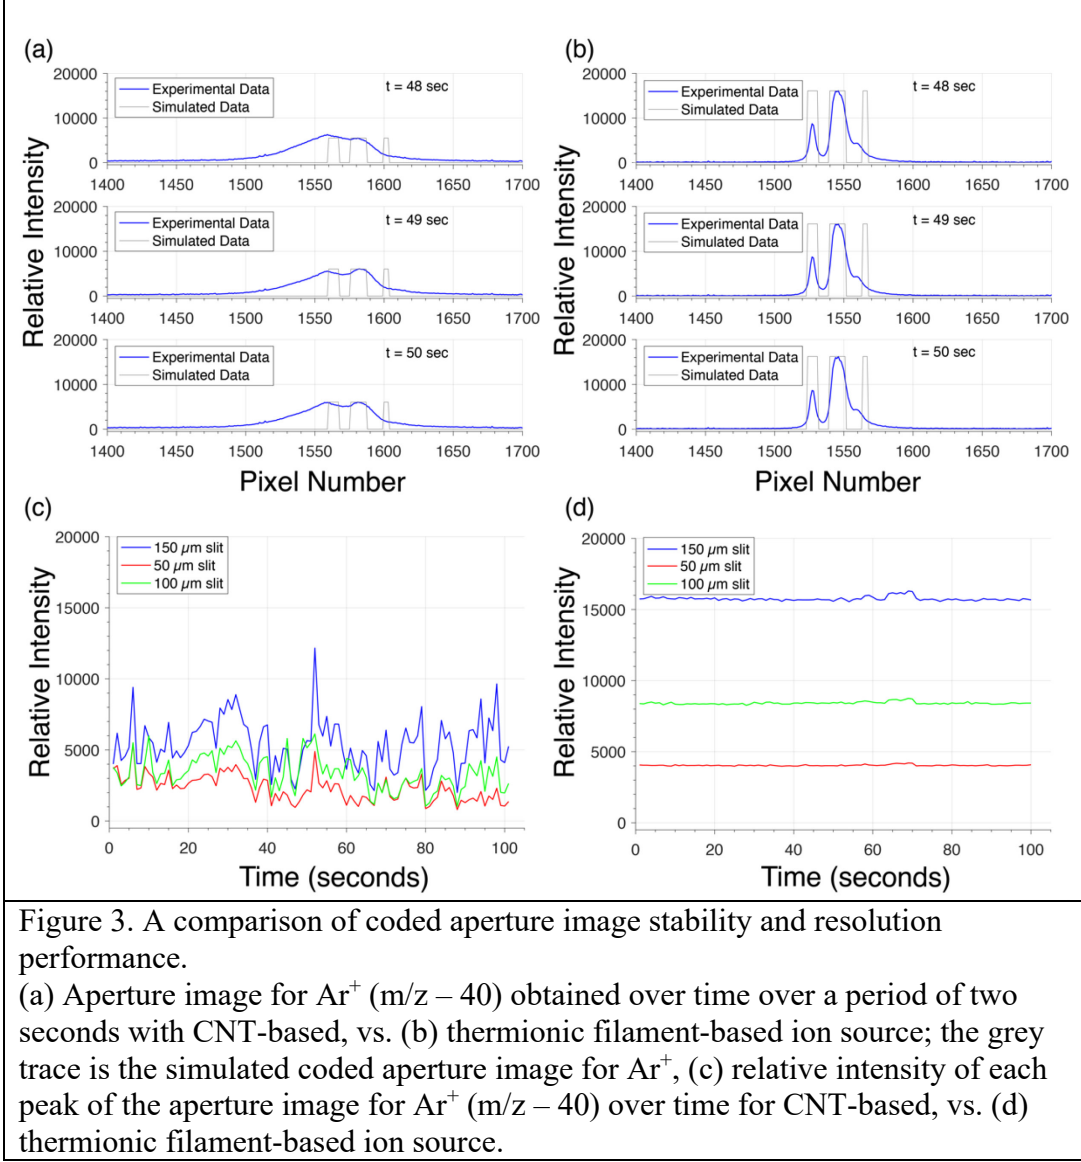 (a)
Relative Intensity
20000
10000
0
Experimental Data
Simulated Data
t = 48 sec
1400 1450 1500 1550 1600 1650 1700
20000
10000
0
Experimental Data
Simulated Data
t = 49 sec
1400 1450 1500 1550 1600 1650 1700
20000
10000
0
Experimental Data
Simulated Data
t = 50 sec
1400 1450 1500 1550 1600 1650 1700
Pixel Number
(b)
Relative Intensity
20000
10000
0
Experimental Data
Simulated Data
t = 48 sec
1400 1450 1500 1550 1600 1650 1700
20000
10000
0
Experimental Data
Simulated Data
t = 49 sec
1400 1450 1500 1550 1600 1650 1700
20000
10000
0
Experimental Data
Simulated Data
t = 50 sec
1400 1450 1500 1550 1600 1650 1700
Pixel Number
(c)
Relative Intensity
20000
15000
10000
5000
0
150 µm slit
50 µm slit
100 µm slit
0 20 40 60 80 100
Time (seconds)
(d)
Relative Intensity
20000
15000
10000
5000
0
150 µm slit
50 µm slit
100 µm slit
0 20 40 60 80 100
Time (seconds)
Figure 3. A comparison of coded aperture image stability and resolution
performance.
(a) Aperture image for Ar⁺ (m/z – 40) obtained over time over a period of two
seconds with CNT-based, vs. (b) thermionic filament-based ion source; the grey
trace is the simulated coded aperture image for Ar⁺, (c) relative intensity of each
peak of the aperture image for Ar⁺ (m/z – 40) over time for CNT-based, vs. (d)
thermionic filament-based ion source.